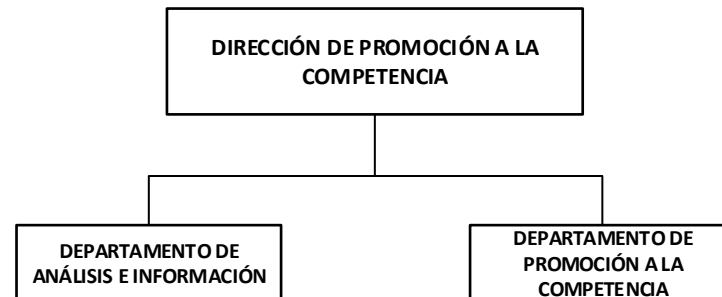 DIRECCIÓN DE PROMOCIÓN A LA
COMPETENCIA
DEPARTAMENTO DE
ANÁLISIS E INFORMACIÓN
DEPARTAMENTO DE
PROMOCIÓN A LA
COMPETENCIA